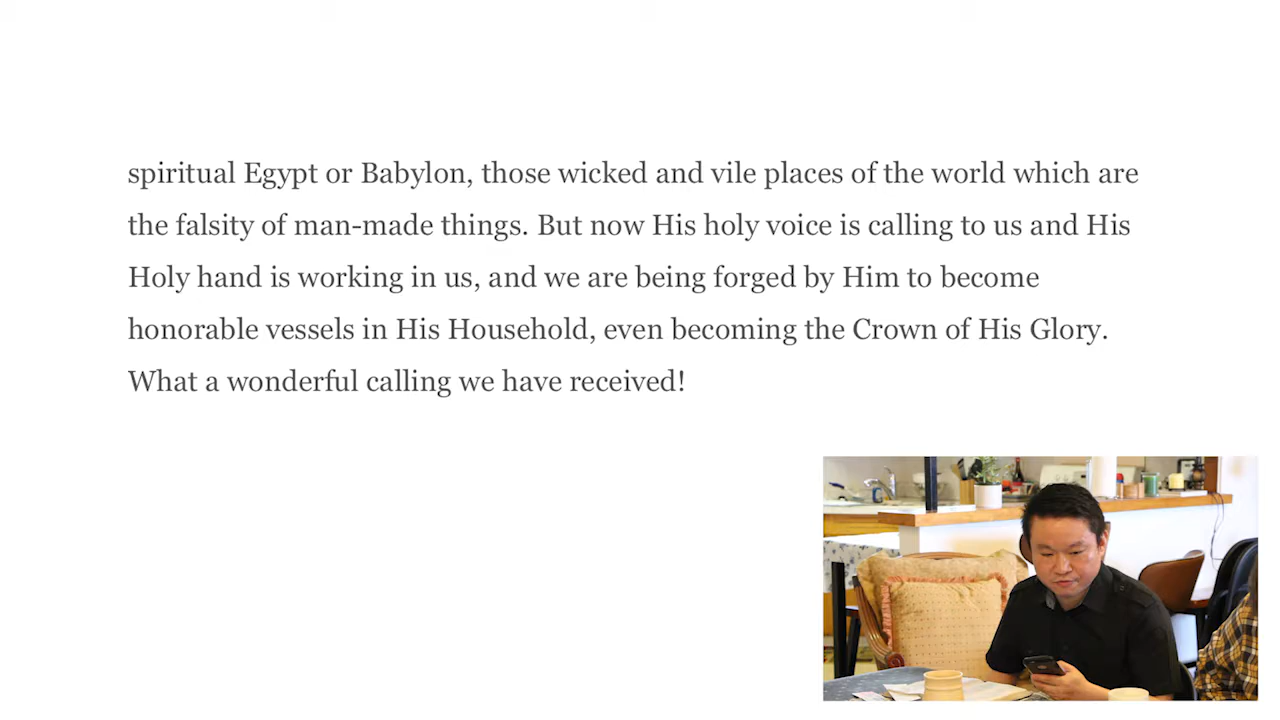 spiritual Egypt or Babylon, those wicked and vile places of the world which are
the falsity of man-made things. But now His holy voice is calling to us and His
Holy hand is working in us, and we are being forged by Him to become
honorable vessels in His Household, even becoming the Crown of His Glory.
What a wonderful calling we have received!